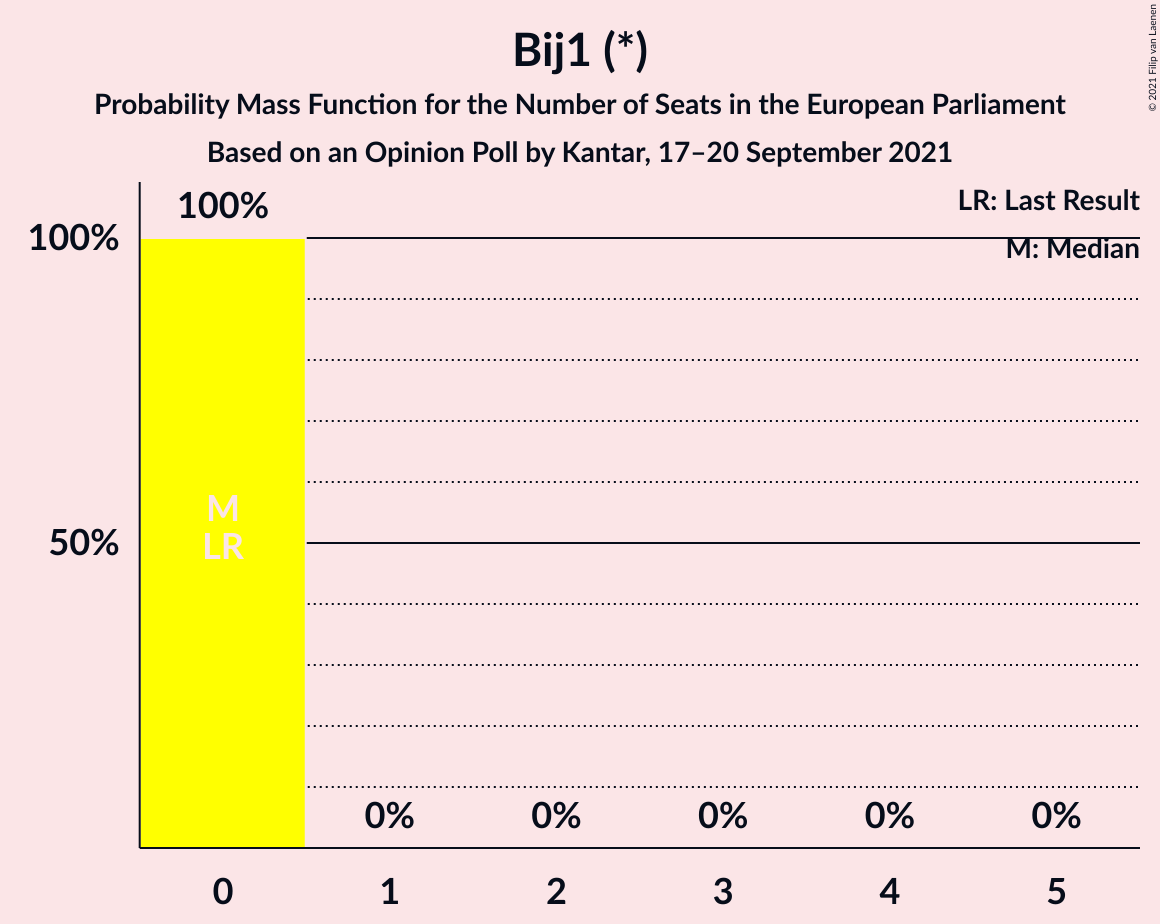 Bij1 (*)
Probability Mass Function for the Number of Seats in the European Parliament
Based on an Opinion Poll by Kantar, 17–20 September 2021
© 2021 Filip van Laenen
LR: Last Result
M: Median
100%
100%
50%
M
LR
0% 0% 0% 0% 0%
0 1 2 3 4 5